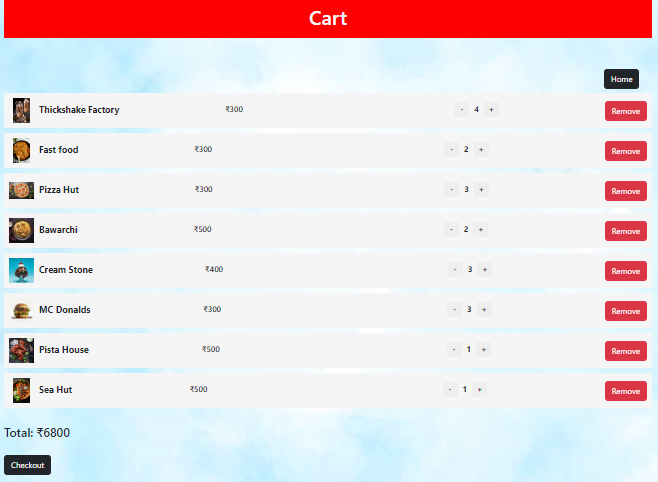 Cart
Home
Thickshake Factory ₹300 - 4 + Remove
Fast food ₹300 - 2 + Remove
Pizza Hut ₹300 - 3 + Remove
Bawarchi ₹500 - 2 + Remove
Cream Stone ₹400 - 3 + Remove
MC Donalds ₹300 - 3 + Remove
Pista House ₹500 - 1 + Remove
Sea Hut ₹500 - 1 + Remove
Total: ₹6800
Checkout